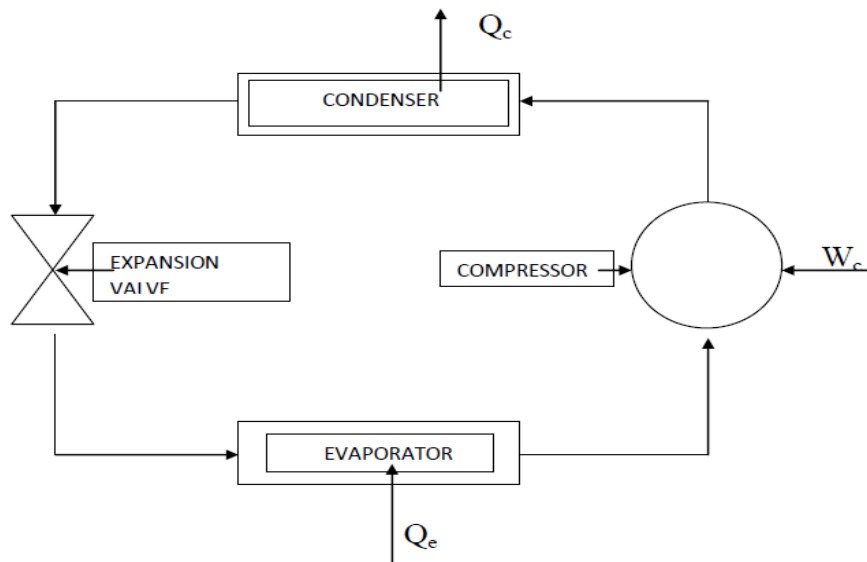 Qc
CONDENSER
EXPANSION
VALVE
COMPRESSOR
Wc
EVAPORATOR
Qe